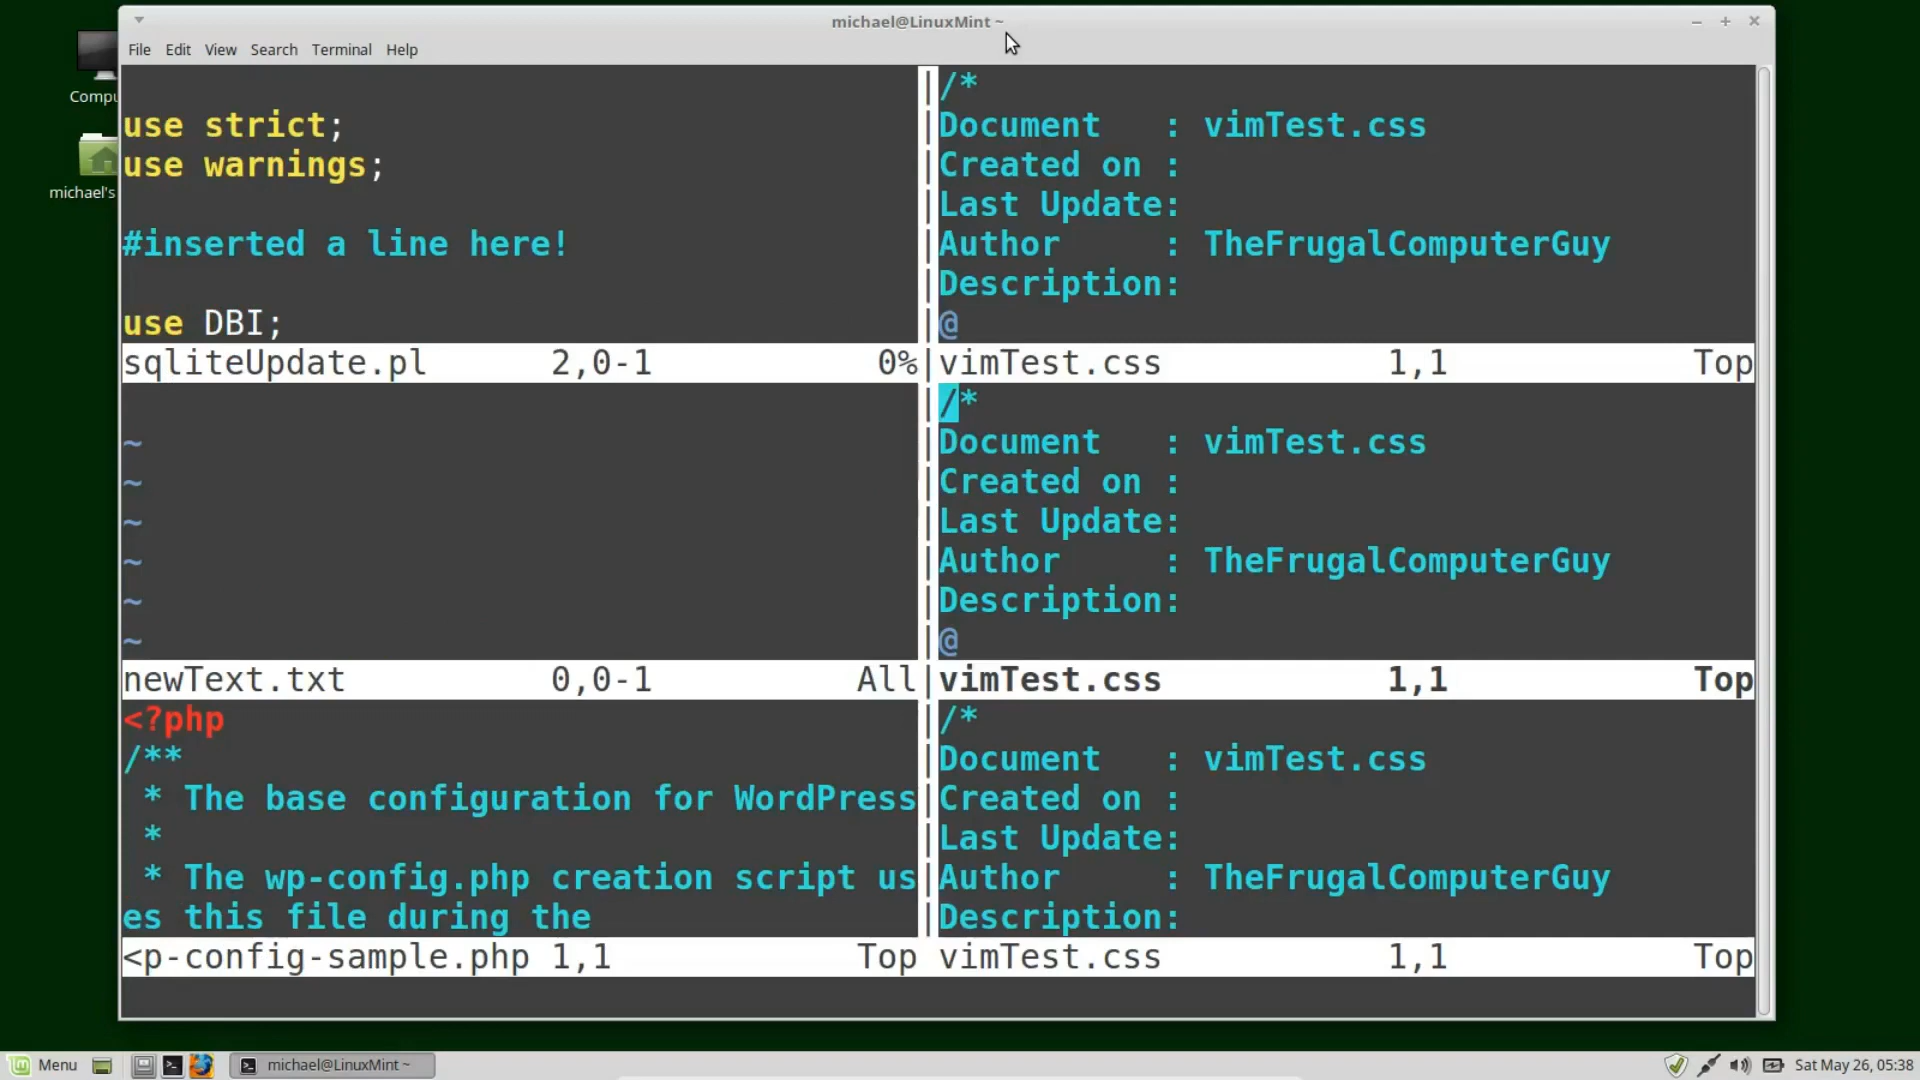 michael@LinuxMint ~
File Edit View Search Terminal Help
Compu
michael's
use strict;
use warnings;
#inserted a line here!
use DBI;
sqliteUpdate.pl 2,0-1 0%
~
~
~
~
~
~
newText.txt 0,0-1 All
<?php
/**
* The base configuration for WordPress
*
* The wp-config.php creation script us
es this file during the
<p-config-sample.php 1,1 Top
/*
Document : vimTest.css
Created on :
Last Update:
Author : TheFrugalComputerGuy
Description:
@
vimTest.css 1,1 Top
/*
Document : vimTest.css
Created on :
Last Update:
Author : TheFrugalComputerGuy
Description:
@
vimTest.css 1,1 Top
/*
Document : vimTest.css
Created on :
Last Update:
Author : TheFrugalComputerGuy
Description:
vimTest.css 1,1 Top
Menu michael@LinuxMint ~ Sat May 26, 05:38